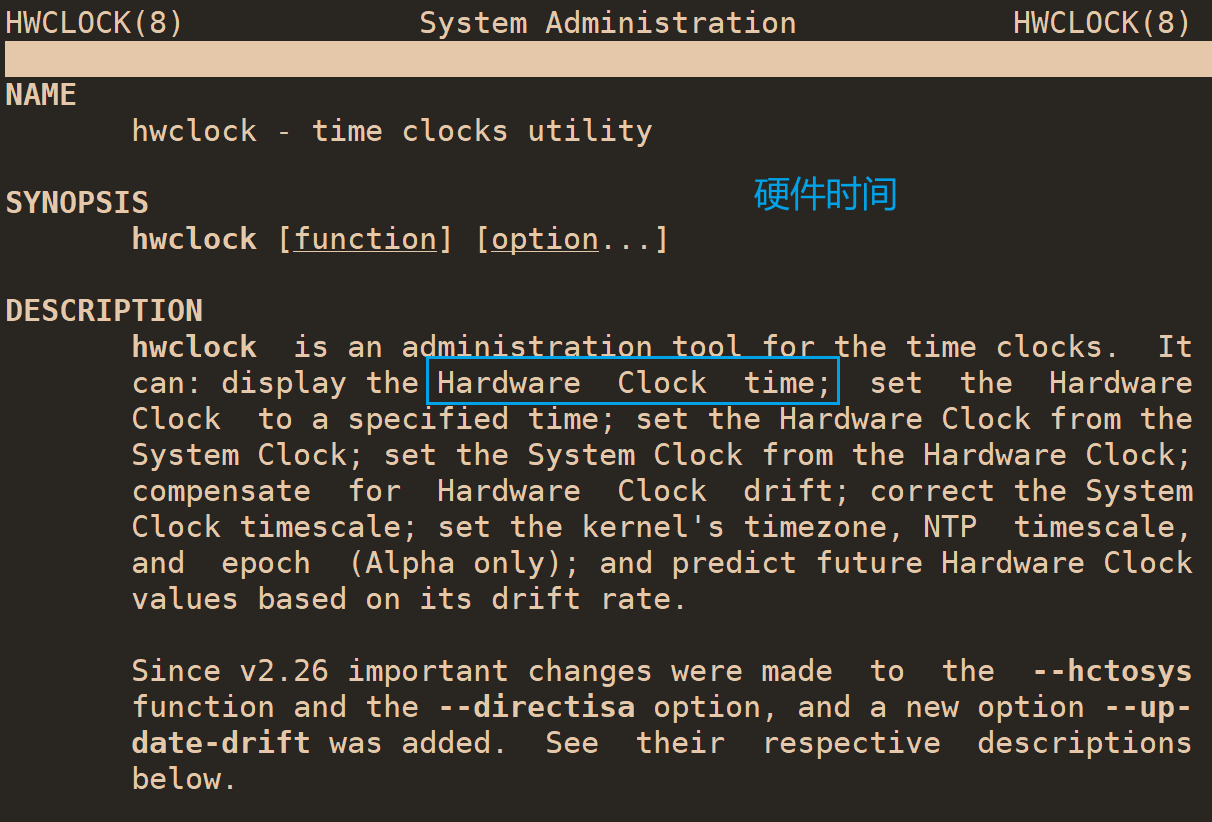 HWCLOCK(8) System Administration HWCLOCK(8)
NAME
hwclock - time clocks utility
硬件时间
SYNOPSIS
hwclock [function] [option...]
DESCRIPTION
hwclock is an administration tool for the time clocks. It
can: display the Hardware Clock time; set the Hardware
Clock to a specified time; set the Hardware Clock from the
System Clock; set the System Clock from the Hardware Clock;
compensate for Hardware Clock drift; correct the System
Clock timescale; set the kernel's timezone, NTP timescale,
and epoch (Alpha only); and predict future Hardware Clock
values based on its drift rate.
Since v2.26 important changes were made to the --hctosys
function and the --directisa option, and a new option --up-
date-drift was added. See their respective descriptions
below.